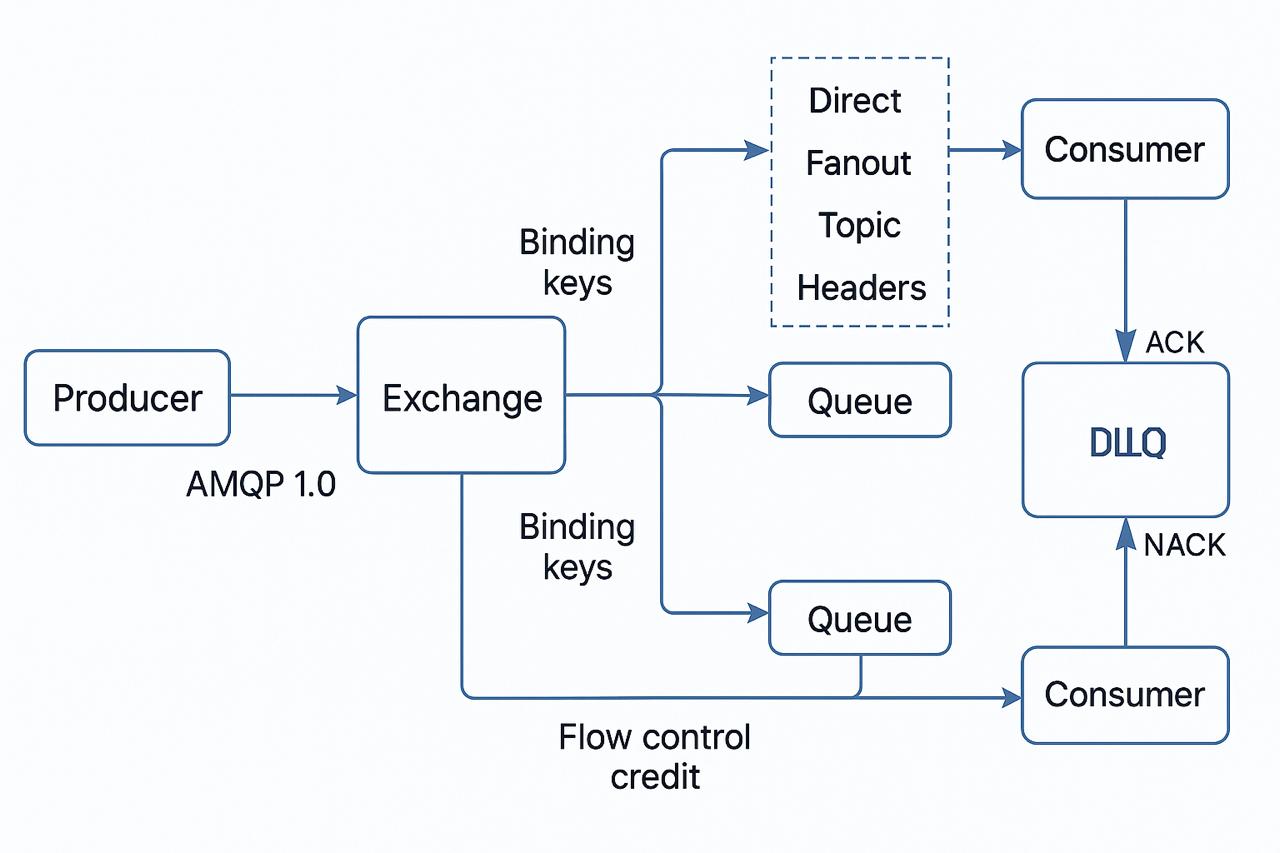 Direct
Fanout
Topic
Headers
Consumer
Binding
keys
ACK
Producer
Exchange
Queue
DLLQ
AMQP 1.0
Binding
keys
NACK
Queue
Consumer
Flow control
credit